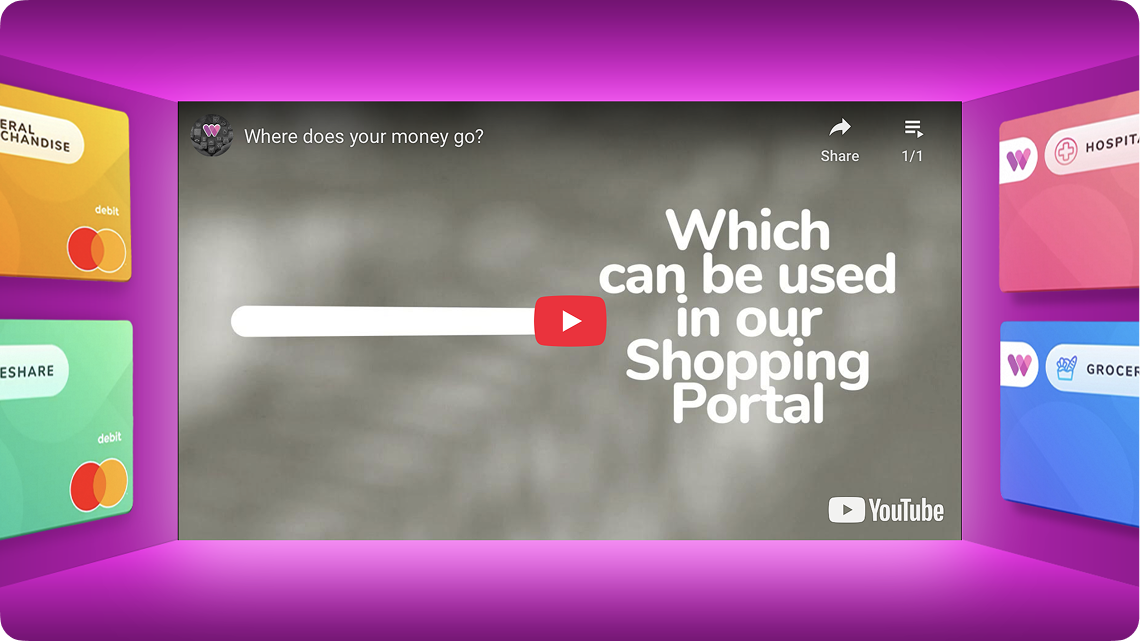 ERAL
CHANDISE
debit
ESHARE
debit
Where does your money go?
Share
1/1
Which
can be used
in our
Shopping
Portal
YouTube
HOSPITA
GROCER